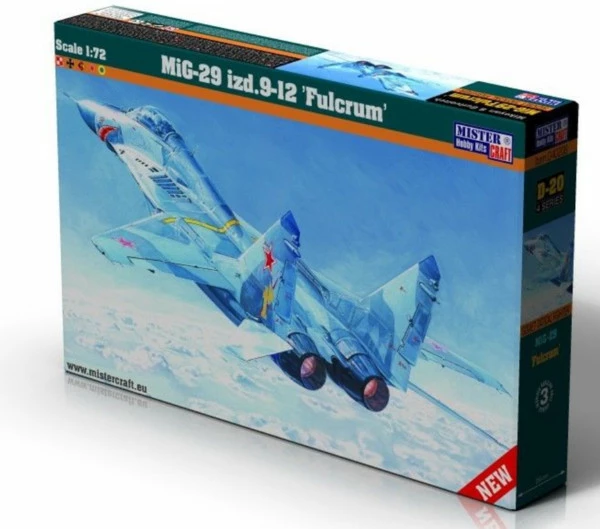 Scale 1:72
MiG-29 izd.9-12 'Fulcrum'
MISTER
Hobby Kits
CRAFT
www.mistercraft.eu
NEW
D-20
MiG-29
'Fulcrum'
3